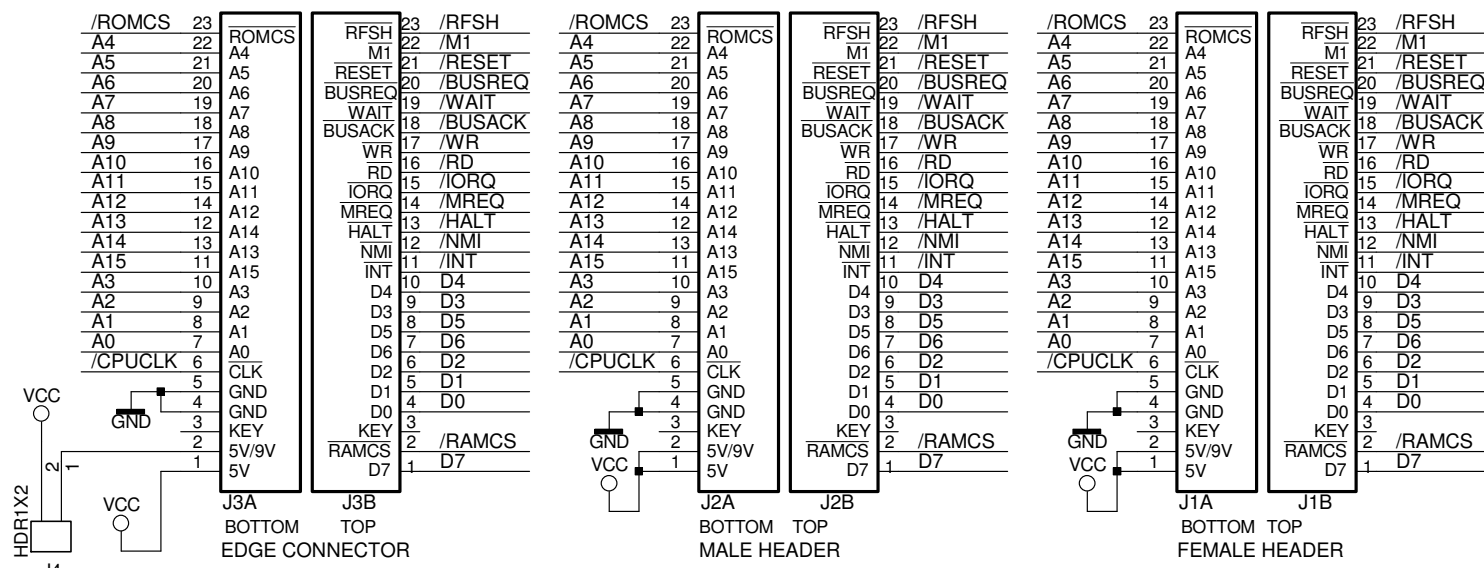 /ROMCS 23 ROMCS
A4 22 A4
A5 21 A5
A6 20 A6
A7 19 A7
A8 18 A8
A9 17 A9
A10 16 A10
A11 15 A11
A12 14 A12
A13 12 A14
A14 13 A13
A15 11 A15
A3 10 A3
A2 9 A2
A1 8 A1
A0 7 A0
/CPUCLK 6 CLK
5 GND
4 GND
3 KEY
2 5V/9V
1 5V
GND
VCC
2
1
VCC
HDR1X2
J3A
BOTTOM
RFSH 23 /RFSH
M1 22 /M1
RESET 21 /RESET
BUSREQ 20 /BUSREQ
WAIT 19 /WAIT
BUSACK 18 /BUSACK
WR 17 /WR
RD 16 /RD
IORQ 15 /IORQ
MREQ 14 /MREQ
HALT 13 /HALT
NMI 12 /NMI
INT 11 /INT
D4 10 D4
D3 9 D3
D5 8 D5
D6 7 D6
D2 6 D2
D1 5 D1
D0 4 D0
KEY 3
RAMCS 2 /RAMCS
D7 1 D7
J3B
TOP
EDGE CONNECTOR
/ROMCS 23 ROMCS
A4 22 A4
A5 21 A5
A6 20 A6
A7 19 A7
A8 18 A8
A9 17 A9
A10 16 A10
A11 15 A11
A12 14 A12
A13 12 A14
A14 13 A13
A15 11 A15
A3 10 A3
A2 9 A2
A1 8 A1
A0 7 A0
/CPUCLK 6 CLK
5 GND
4 GND
3 KEY
2 5V/9V
1 5V
GND
VCC
J2A
BOTTOM
RFSH 23 /RFSH
M1 22 /M1
RESET 21 /RESET
BUSREQ 20 /BUSREQ
WAIT 19 /WAIT
BUSACK 18 /BUSACK
WR 17 /WR
RD 16 /RD
IORQ 15 /IORQ
MREQ 14 /MREQ
HALT 13 /HALT
NMI 12 /NMI
INT 11 /INT
D4 10 D4
D3 9 D3
D5 8 D5
D6 7 D6
D2 6 D2
D1 5 D1
D0 4 D0
KEY 3
RAMCS 2 /RAMCS
D7 1 D7
J2B
TOP
MALE HEADER
/ROMCS 23 ROMCS
A4 22 A4
A5 21 A5
A6 20 A6
A7 19 A7
A8 18 A8
A9 17 A9
A10 16 A10
A11 15 A11
A12 14 A12
A13 12 A14
A14 13 A13
A15 11 A15
A3 10 A3
A2 9 A2
A1 8 A1
A0 7 A0
/CPUCLK 6 CLK
5 GND
4 GND
3 KEY
2 5V/9V
1 5V
GND
VCC
J1A
BOTTOM
RFSH 23 /RFSH
M1 22 /M1
RESET 21 /RESET
BUSREQ 20 /BUSREQ
WAIT 19 /WAIT
BUSACK 18 /BUSACK
WR 17 /WR
RD 16 /RD
IORQ 15 /IORQ
MREQ 14 /MREQ
HALT 13 /HALT
NMI 12 /NMI
INT 11 /INT
D4 10 D4
D3 9 D3
D5 8 D5
D6 7 D6
D2 6 D2
D1 5 D1
D0 4 D0
KEY 3
RAMCS 2 /RAMCS
D7 1 D7
J1B
TOP
FEMALE HEADER